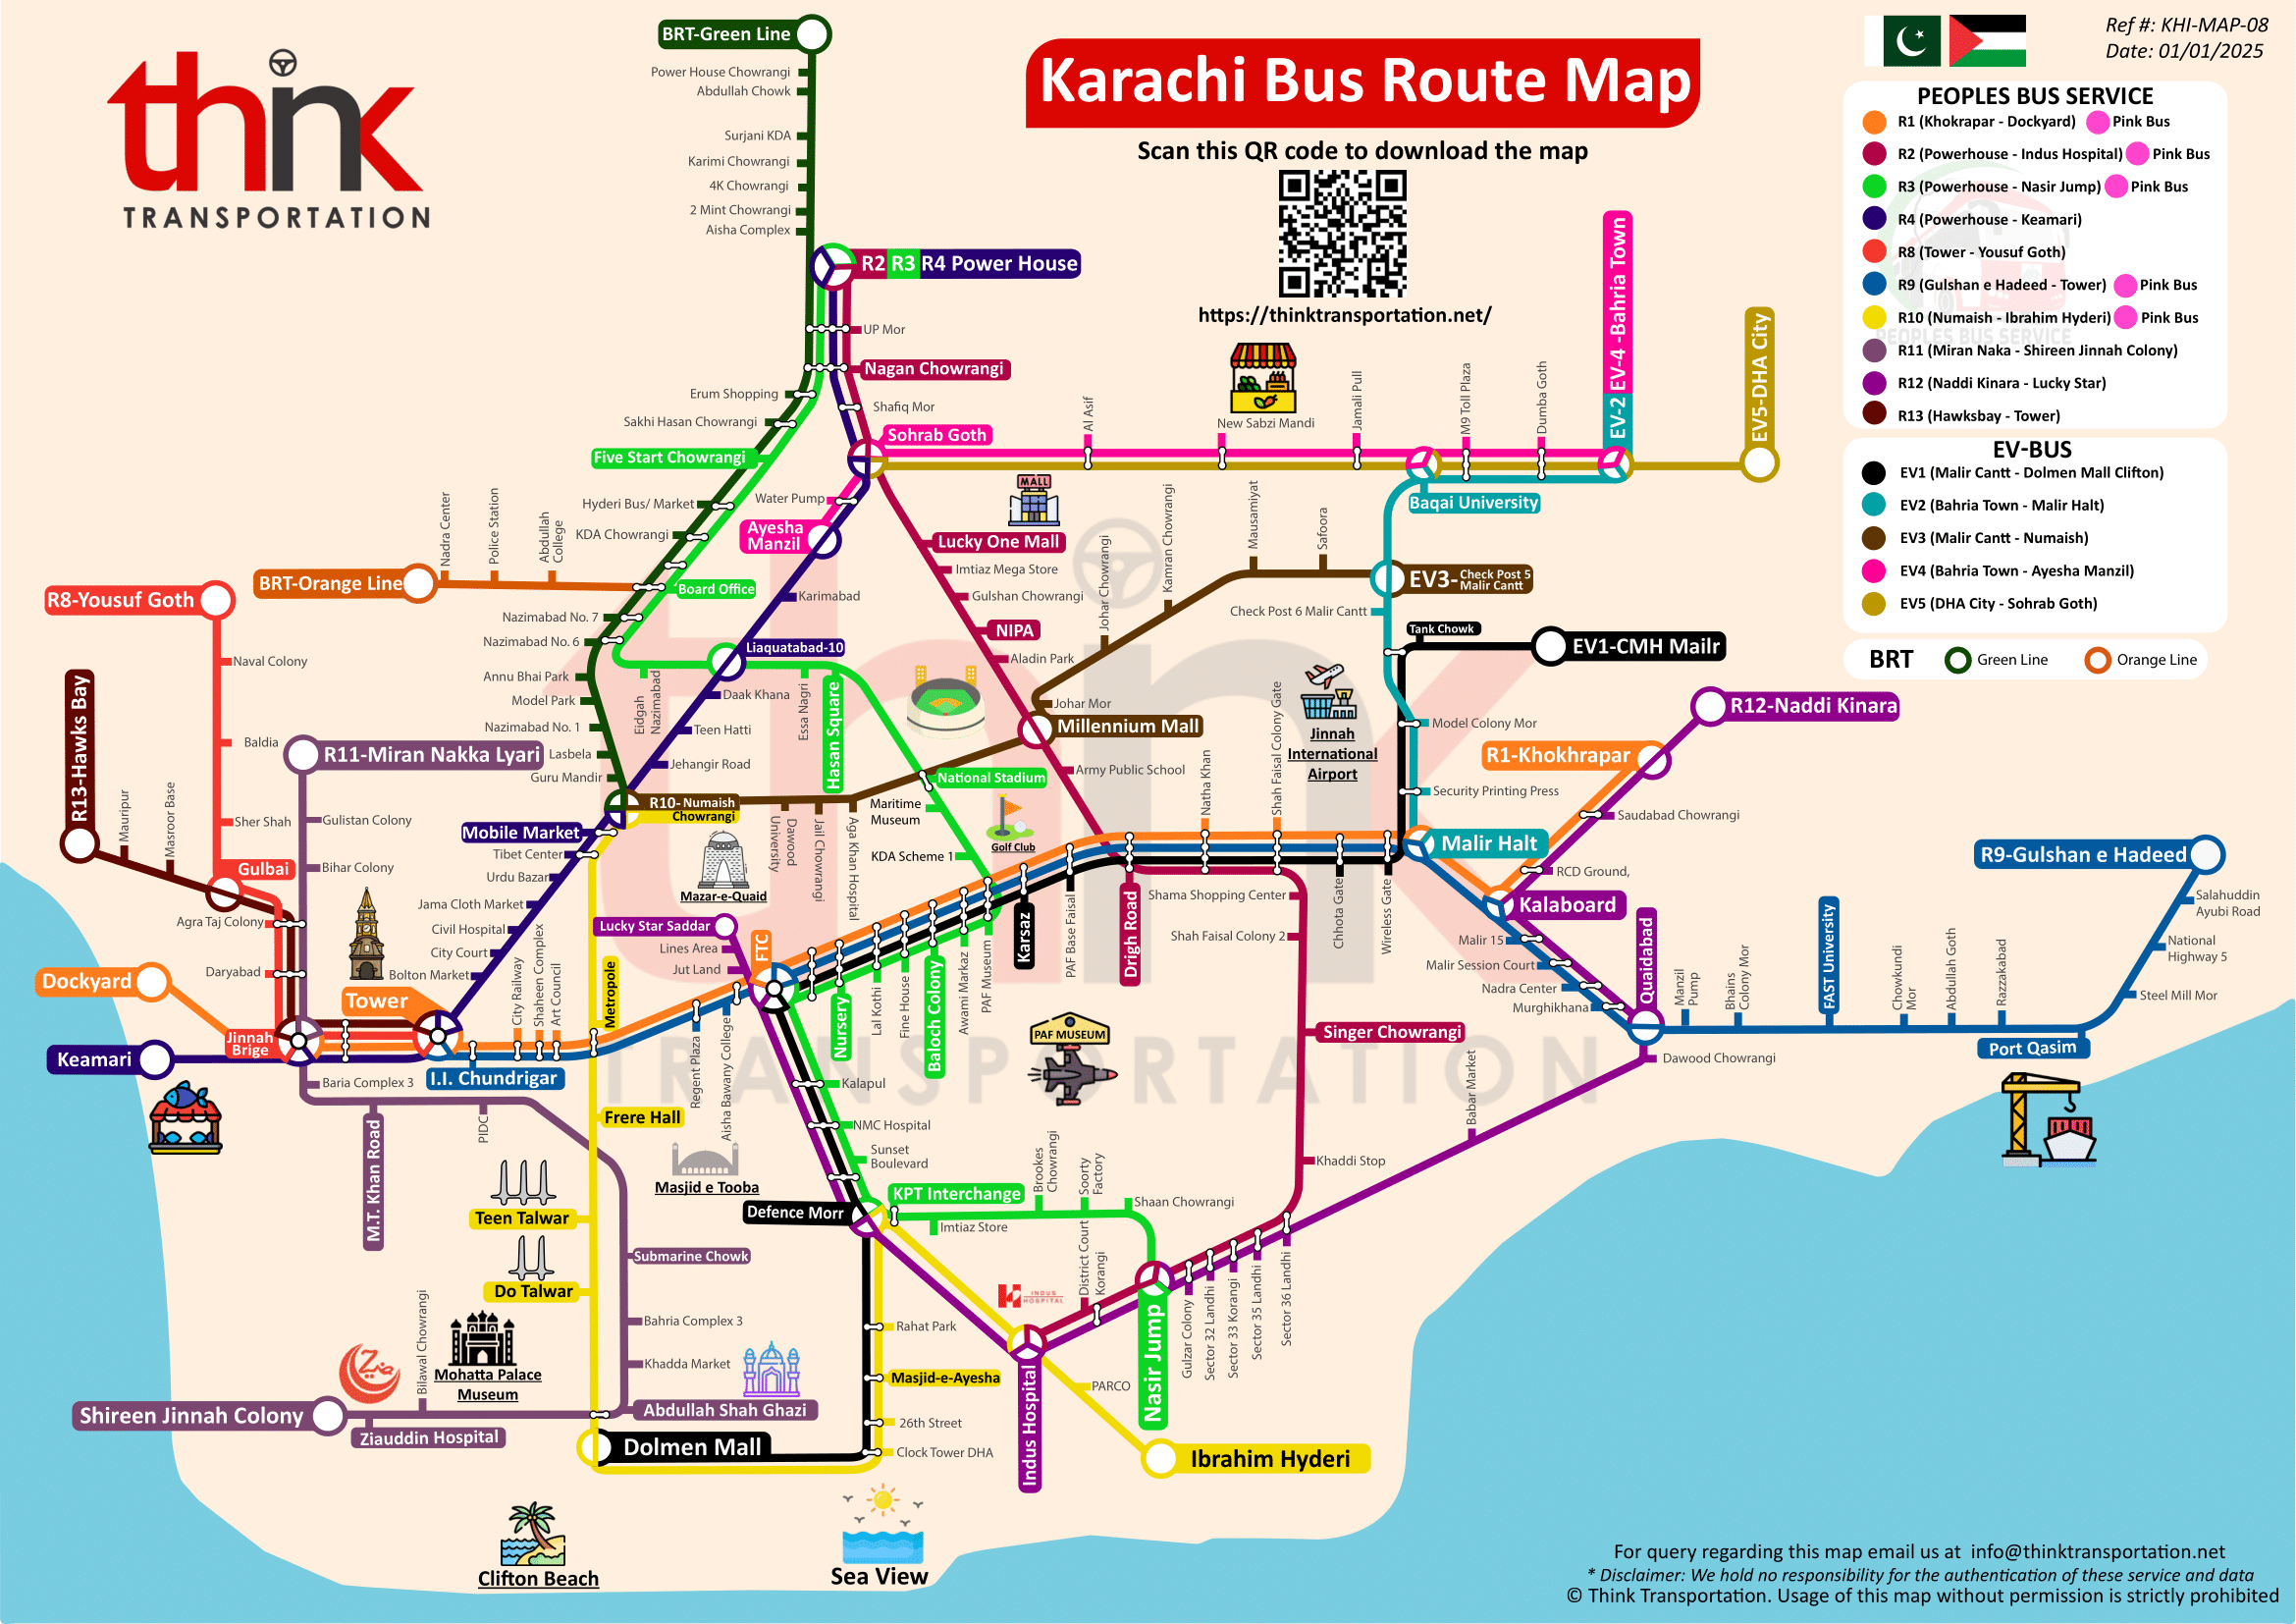 thınk
TRANSPORTATION
Karachi Bus Route Map
Scan this QR code to download the map
https://thinktransportation.net/
Ref #: KHI-MAP-08
Date: 01/01/2025
PEOPLES BUS SERVICE
R1 (Khokrapar - Dockyard) Pink Bus
R2 (Powerhouse - Indus Hospital) Pink Bus
R3 (Powerhouse - Nasir Jump) Pink Bus
R4 (Powerhouse - Keamari)
R8 (Tower - Yousuf Goth)
R9 (Gulshan e Hadeed - Tower) Pink Bus
R10 (Numaish - Ibrahim Hyderi) Pink Bus
PEOPLES BUS SERVICE
R11 (Miran Naka - Shireen Jinnah Colony)
R12 (Naddi Kinara - Lucky Star)
R13 (Hawksbay - Tower)
EV-BUS
EV1 (Malir Cantt - Dolmen Mall Clifton)
EV2 (Bahria Town - Malir Halt)
EV3 (Malir Cantt - Numaish)
EV4 (Bahria Town - Ayesha Manzil)
EV5 (DHA City - Sohrab Goth)
BRT Green Line Orange Line
BRT-Green Line
Power House Chowrangi
Abdullah Chowk
Surjani KDA
Karimi Chowrangi
4K Chowrangi
2 Mint Chowrangi
Aisha Complex
R2 R3 R4 Power House
UP Mor
Nagan Chowrangi
Erum Shopping
Shafiq Mor
Sakhi Hasan Chowrangi
Sohrab Goth
Five Start Chowrangi
Hyderi Bus/ Market
Water Pump
KDA Chowrangi
Ayesha
Manzil
Al Asif
New Sabzi Mandi
Jamali Pull
M9 Toll Plaza
Dumba Goth
EV-2 EV-4 -Bahria Town
EV5-DHA City
Baqai University
MALL
Lucky One Mall
Imtiaz Mega Store
Gulshan Chowrangi
NIPA
Aladin Park
Johar Chowrangi
Kamran Chowrangi
Mausamiyat
Safoora
EV3- Check Post 5
Malir Cantt
Check Post 6 Malir Cantt
Tank Chowk
EV1-CMH Mailr
Nadra Center
Police Station
Abdullah
College
BRT-Orange Line
Board Office
Karimabad
R8-Yousuf Goth
Nazimabad No. 7
Nazimabad No. 6
Liaquatabad-10
Naval Colony
Annu Bhai Park
Model Park
Nazimabad No. 1
Lasbela
Guru Mandir
Eidgah
Nazimabad
Daak Khana
Essa Nagri
Hasan Square
Teen Hatti
Jehangir Road
Johar Mor
Millennium Mall
Army Public School
National Stadium
Maritime
Museum
KDA Scheme 1
Golf Club
Natha Khan
Shah Faisal Colony Gate
Jinnah
International
Airport
Model Colony Mor
Security Printing Press
R12-Naddi Kinara
R1-Khokhrapar
Saudabad Chowrangi
RCD Ground,
Malir Halt
Kalaboard
R9-Gulshan e Hadeed
R13-Hawks Bay
Mauripur
Masroor Base
Baldia
R11-Miran Nakka Lyari
Sher Shah
Gulistan Colony
Gulbai
Bihar Colony
Agra Taj Colony
Daryabad
R10- Numaish
Chowrangi
Mobile Market
Tibet Center
Urdu Bazar
Jama Cloth Market
Civil Hospital
City Court
Bolton Market
Dawood
University
Jail Chowrangi
Aga Khan Hospital
Mazar-e-Quaid
Lucky Star Saddar
Lines Area
Jut Land
FTC
Dockyard
Tower
Jinnah
Brige
Keamari
I.I. Chundrigar
City Railway
Shaheen Complex
Art Council
Metropole
Regent Plaza
Aisha Bawany College
Nursery
Lal Kothi
Fine House
Baloch Colony
Awami Markaz
PAF Museum
Karsaz
PAF Base Faisal
Drigh Road
Shama Shopping Center
Shah Faisal Colony 2
Chhota Gate
Wireless Gate
Malir 15
Malir Session Court
Nadra Center
Murghikhana
Quaidabad
Manzil
Pump
Bhains
Colony Mor
FAST University
Chowkundi
Mor
Abdullah Goth
Razzakabad
Salahuddin
Ayubi Road
National
Highway 5
Steel Mill Mor
Port Qasim
Dawood Chowrangi
Singer Chowrangi
Babar Market
Khaddi Stop
PAF MUSEUM
thınk
TRANSPORTATION
Baria Complex 3
M.T. Khan Road
PIDC
Frere Hall
Kalapul
NMC Hospital
Sunset
Boulevard
Masjid e Tooba
Teen Talwar
Defence Morr
KPT Interchange
Imtiaz Store
Brookes
Chowrangi
Soorty
Factory
Shaan Chowrangi
Submarine Chowk
Do Talwar
District Court
Korangi
INDUS
HOSPITAL
Bahria Complex 3
Rahat Park
Khadda Market
Masjid-e-Ayesha
Nasir Jump
Gulzar Colony
Sector 32 Landhi
Sector 33 Korangi
Sector 35 Landhi
Sector 36 Landhi
Bilawal Chowrangi
Mohatta Palace
Museum
Shireen Jinnah Colony
Ziauddin Hospital
Abdullah Shah Ghazi
26th Street
Dolmen Mall
Clock Tower DHA
PARCO
Indus Hospital
Ibrahim Hyderi
Clifton Beach
Sea View
For query regarding this map email us at info@thinktransportation.net
* Disclaimer: We hold no responsibility for the authentication of these service and data
© Think Transportation. Usage of this map without permission is strictly prohibited